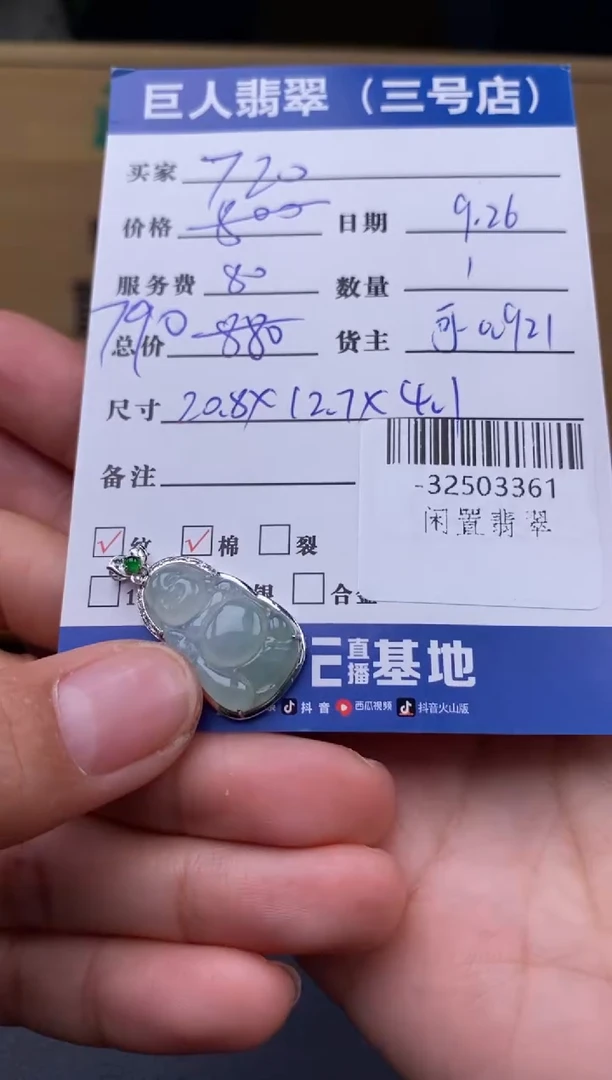 巨人翡翠（三号店）
买家 720
价格 800 日期 9.26
服务费 80 数量 1
790
总价 880 货主
尺寸 20.8X12.7X4.1
备注
-32503361
闲置翡翠
纹 棉 裂
银 合金
直播基地
抖音 西瓜视频 抖音火山版